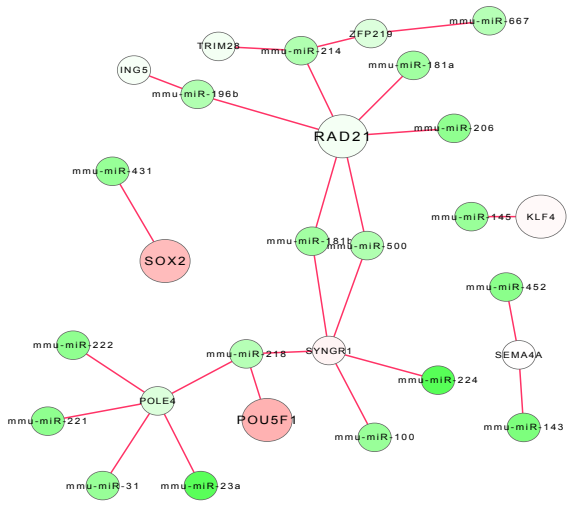 mmu-miR-667
ZFP219
TRIM28
mmu-miR-214
mmu-miR-181a
ING5
mmu-miR-196b
mmu-miR-206
RAD21
mmu-miR-431
mmu-miR-145
KLF4
mmu-miR-181b
mmu-miR-500
SOX2
mmu-miR-452
mmu-miR-222
mmu-miR-218
SYNGR1
SEMA4A
mmu-miR-224
POLE4
mmu-miR-221
POU5F1
mmu-miR-143
mmu-miR-100
mmu-miR-31
mmu-miR-23a